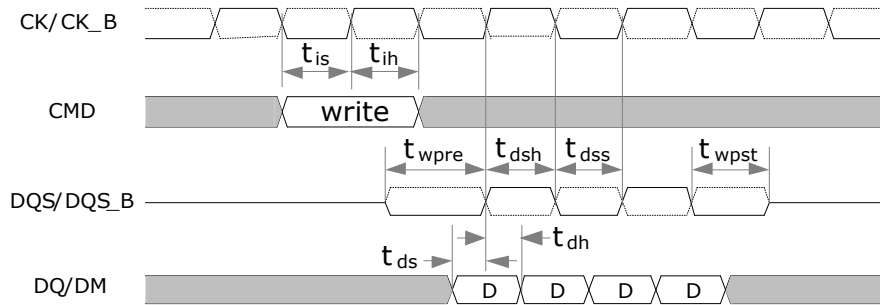 CK/CK_B
t is t ih
CMD write
t wpre t dsh t dss t wpst
DQS/DQS_B
t dh
t ds
DQ/DM D D D D